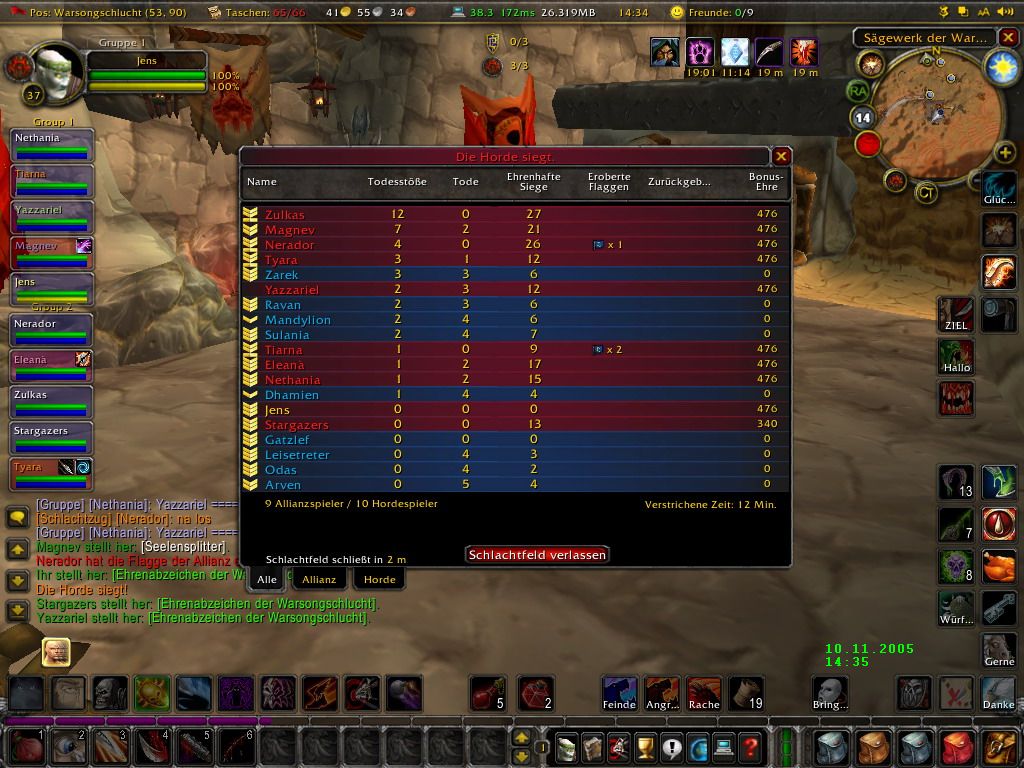 Pos: Warsongschlucht (53, 90)
Taschen: 65/66
41 55 34
38.3 172ms 26.319MB
14:34
Freunde: 0/9
Gruppe 1
Jens
100%
100%
37
0/3
3/3
19:01 11:14 19 m 19 m
Sägewerk der War...
N
RA
14
CT
Group 1
Nethania
Tiarna
Yazzariel
Magnev
Jens
Group 2
Nerador
Eleana
Zulkas
Stargazers
Tyara
Die Horde siegt.
Name Todesstöße Tode Ehrenhafte Siege Eroberte Flaggen Zurückgeb... Bonus-Ehre
Zulkas 12 0 27 476
Magnev 7 2 21 476
Nerador 4 0 26 x 1 476
Tyara 3 1 12 476
Zarek 3 3 6 0
Yazzariel 2 3 12 476
Ravan 2 3 6 0
Mandylion 2 4 6 0
Sulania 2 4 7 0
Tiarna 1 0 9 x 2 476
Eleana 1 2 17 476
Nethania 1 2 15 476
Dhamien 1 4 4 0
Jens 0 0 0 476
Stargazers 0 0 13 340
Gatzlef 0 0 0 0
Leisetreter 0 4 3 0
Odas 0 4 2 0
Arven 0 5 4 0
9 Allianzspieler / 10 Hordespieler
Verstrichene Zeit: 12 Min.
Schlachtfeld schließt in 2 m
Schlachtfeld verlassen
Alle Allianz Horde
[Gruppe] [Nethania]: Yazzariel ====
[Schlachtzug] [Nerador]: na los
[Gruppe] [Nethania]: Yazzariel ====
Magnev stellt her: [Seelensplitter].
Nerador hat die Flagge der Allianz
Ihr stellt her: [Ehrenabzeichen der Wa
Die Horde siegt!
Stargazers stellt her: [Ehrenabzeichen der Warsongschlucht].
Yazzariel stellt her: [Ehrenabzeichen der Warsongschlucht].
Glüc...
ZIEL
Hallo
13
7
8
Würf...
Gerne
10.11.2005
14:35
5 2
Feinde Angr... Rache 19
Bring...
Danke
1 2 3 4 5 6
1